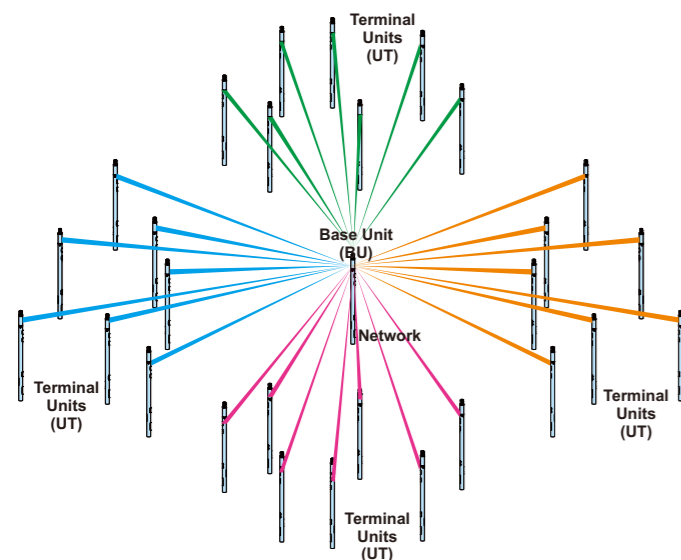 Terminal
Units
(UT)
Base Unit
(BU)
Network
Terminal
Units
(UT)
Terminal
Units
(UT)
Terminal
Units
(UT)